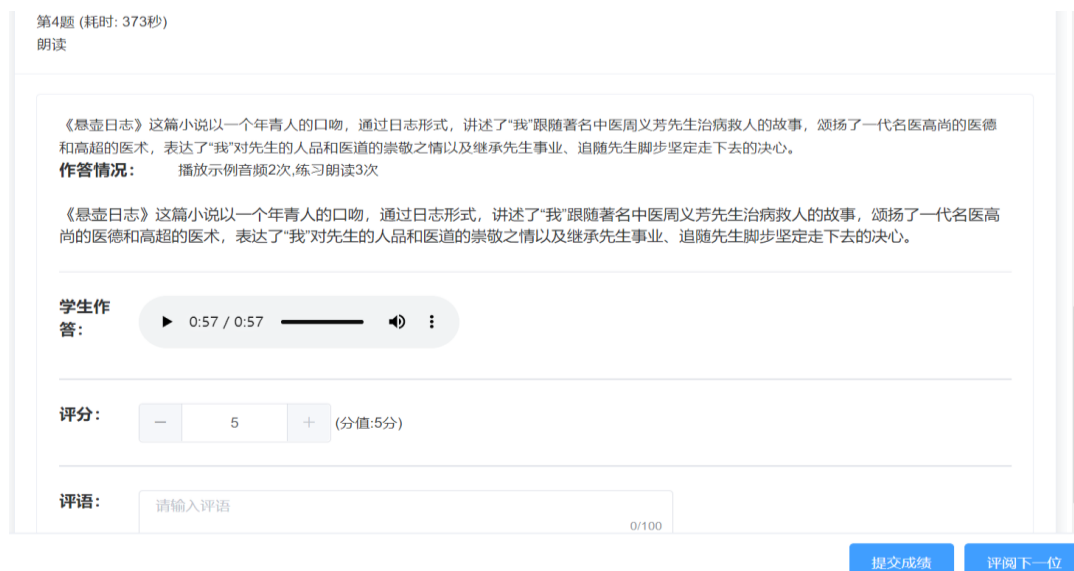 第4题 (耗时: 373秒)
朗读
《悬壶日志》这篇小说以一个年青人的口吻，通过日志形式，讲述了“我”跟随著名中医周义芳先生治病救人的故事，颂扬了一代名医高尚的医德
和高超的医术，表达了“我”对先生的人品和医道的崇敬之情以及继承先生事业、追随先生脚步坚定走下去的决心。
作答情况： 播放示例音频2次,练习朗读3次
《悬壶日志》这篇小说以一个年青人的口吻，通过日志形式，讲述了“我”跟随著名中医周义芳先生治病救人的故事，颂扬了一代名医高
尚的医德和高超的医术，表达了“我”对先生的人品和医道的崇敬之情以及继承先生事业、追随先生脚步坚定走下去的决心。
学生作
答： 0:57 / 0:57
评分： 5 (分值:5分)
评语： 请输入评语
0/100
提交成绩 评阅下一位